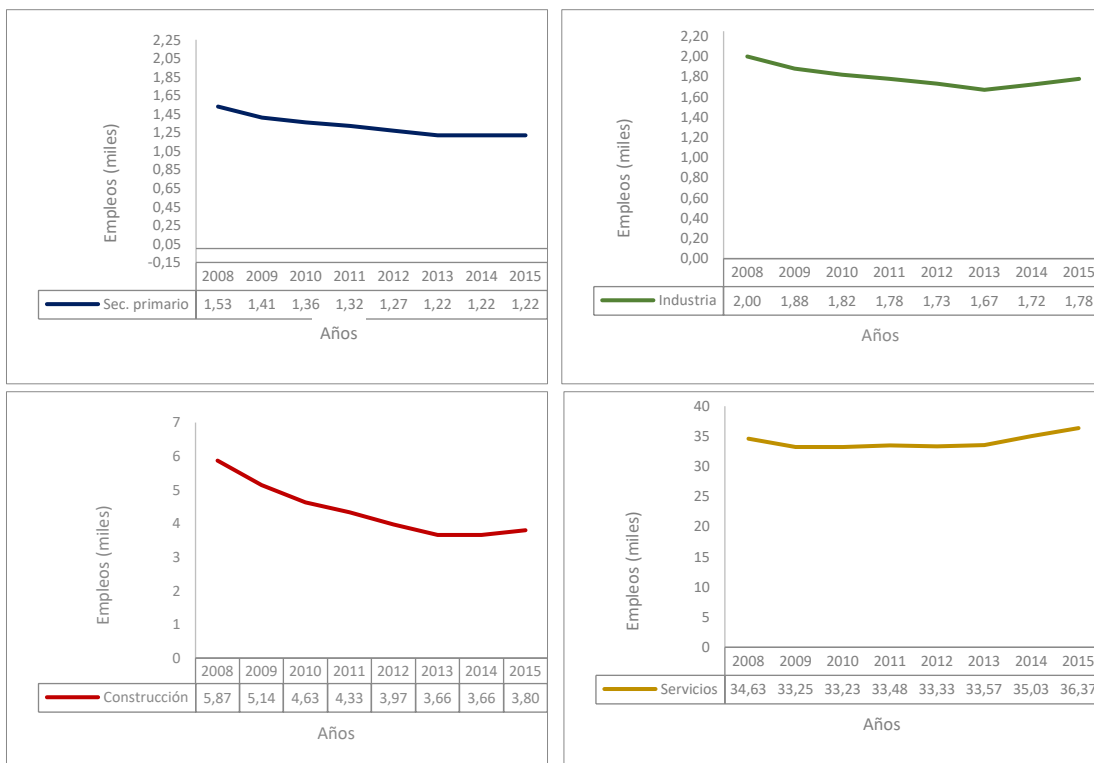 Empleos (miles)
2,25
2,05
1,85
1,65
1,45
1,25
1,05
0,85
0,65
0,45
0,25
0,05
-0,15
2008 2009 2010 2011 2012 2013 2014 2015
Sec. primario 1,53 1,41 1,36 1,32 1,27 1,22 1,22 1,22
Años
Empleos (miles)
2,20
2,00
1,80
1,60
1,40
1,20
1,00
0,80
0,60
0,40
0,20
0,00
2008 2009 2010 2011 2012 2013 2014 2015
Industria 2,00 1,88 1,82 1,78 1,73 1,67 1,72 1,78
Años
Empleos (miles)
7
6
5
4
3
2
1
0
2008 2009 2010 2011 2012 2013 2014 2015
Construcción 5,87 5,14 4,63 4,33 3,97 3,66 3,66 3,80
Años
Empleos (miles)
40
35
30
25
20
15
10
5
0
2008 2009 2010 2011 2012 2013 2014 2015
Servicios 34,63 33,25 33,23 33,48 33,33 33,57 35,03 36,37
Años